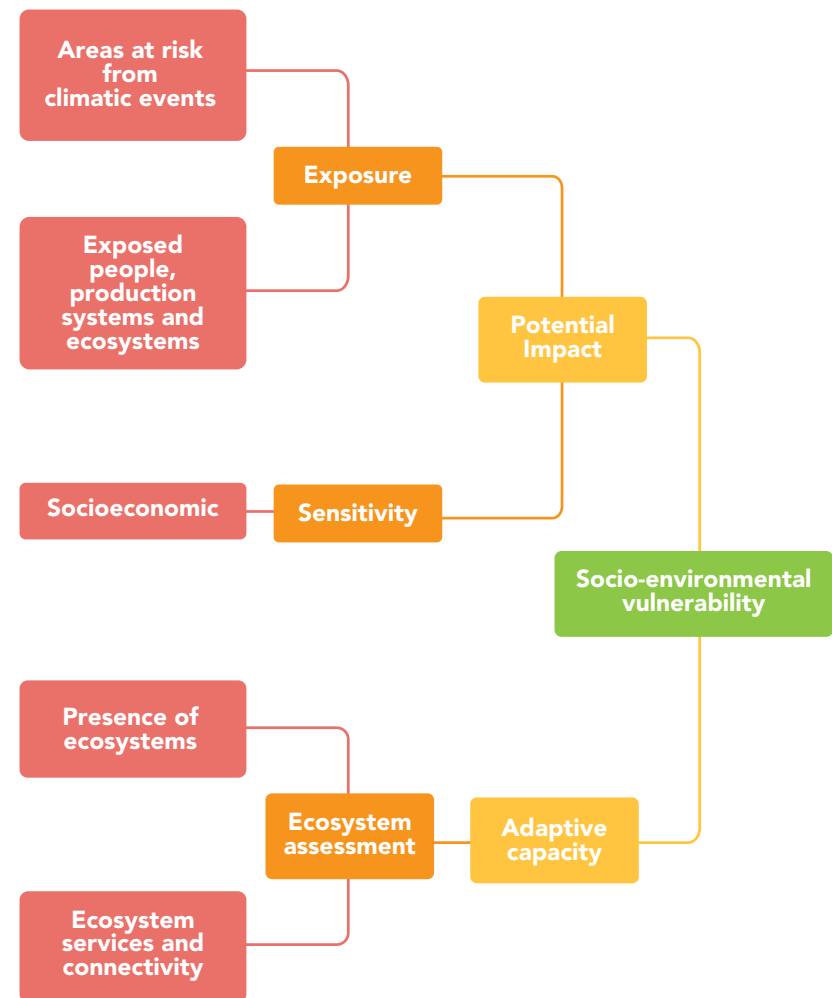 Areas at risk
from
climatic events
Exposure
Exposed
people,
production
systems and
ecosystems
Potential
Impact
Socioeconomic
Sensitivity
Socio-environmental
vulnerability
Presence of
ecosystems
Ecosystem
assessment
Adaptive
capacity
Ecosystem
services and
connectivity